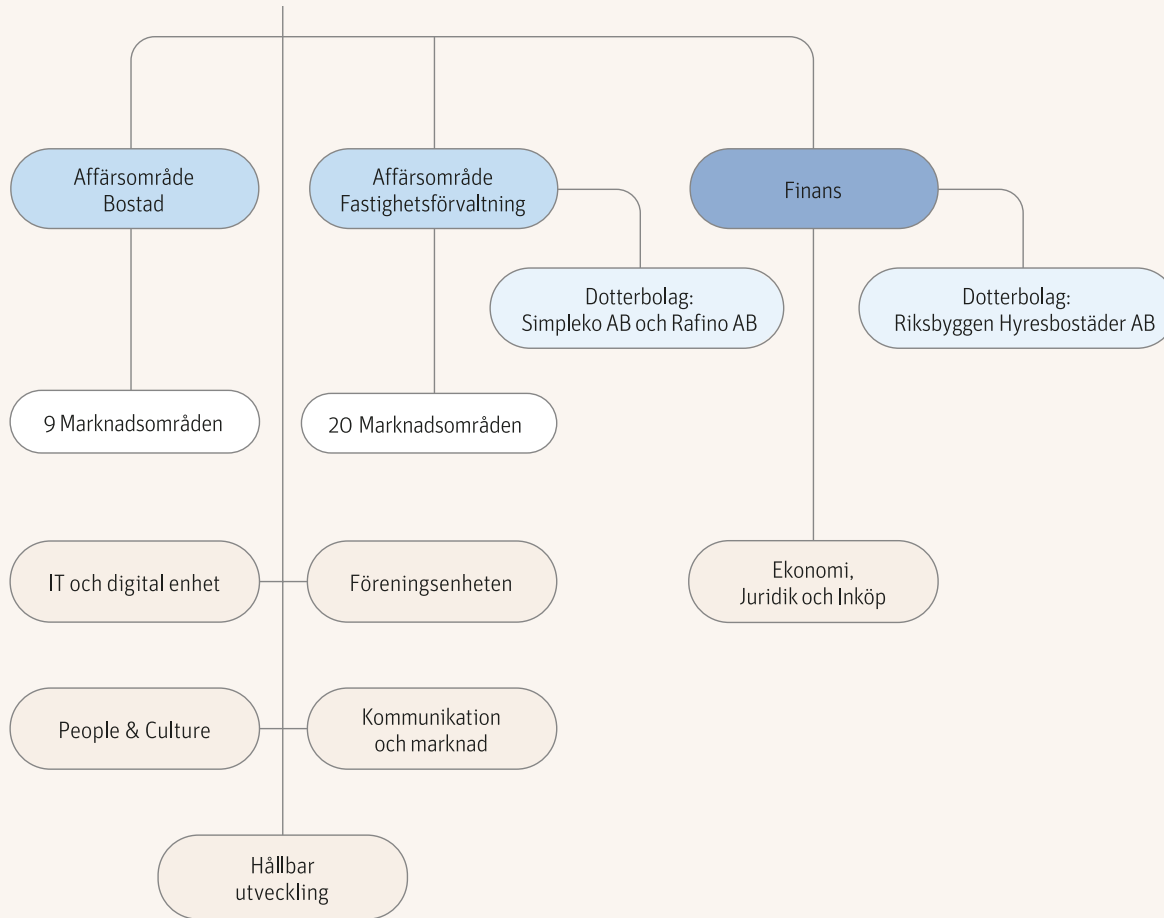 Affärsområde
Bostad
Affärsområde
Fastighetsförvaltning
Finans
Dotterbolag:
Simpleko AB och Rafino AB
Dotterbolag:
Riksbyggen Hyresbostäder AB
9 Marknadsområden
20 Marknadsområden
IT och digital enhet
Föreningsenheten
Ekonomi,
Juridik och Inköp
People & Culture
Kommunikation
och marknad
Hållbar
utveckling